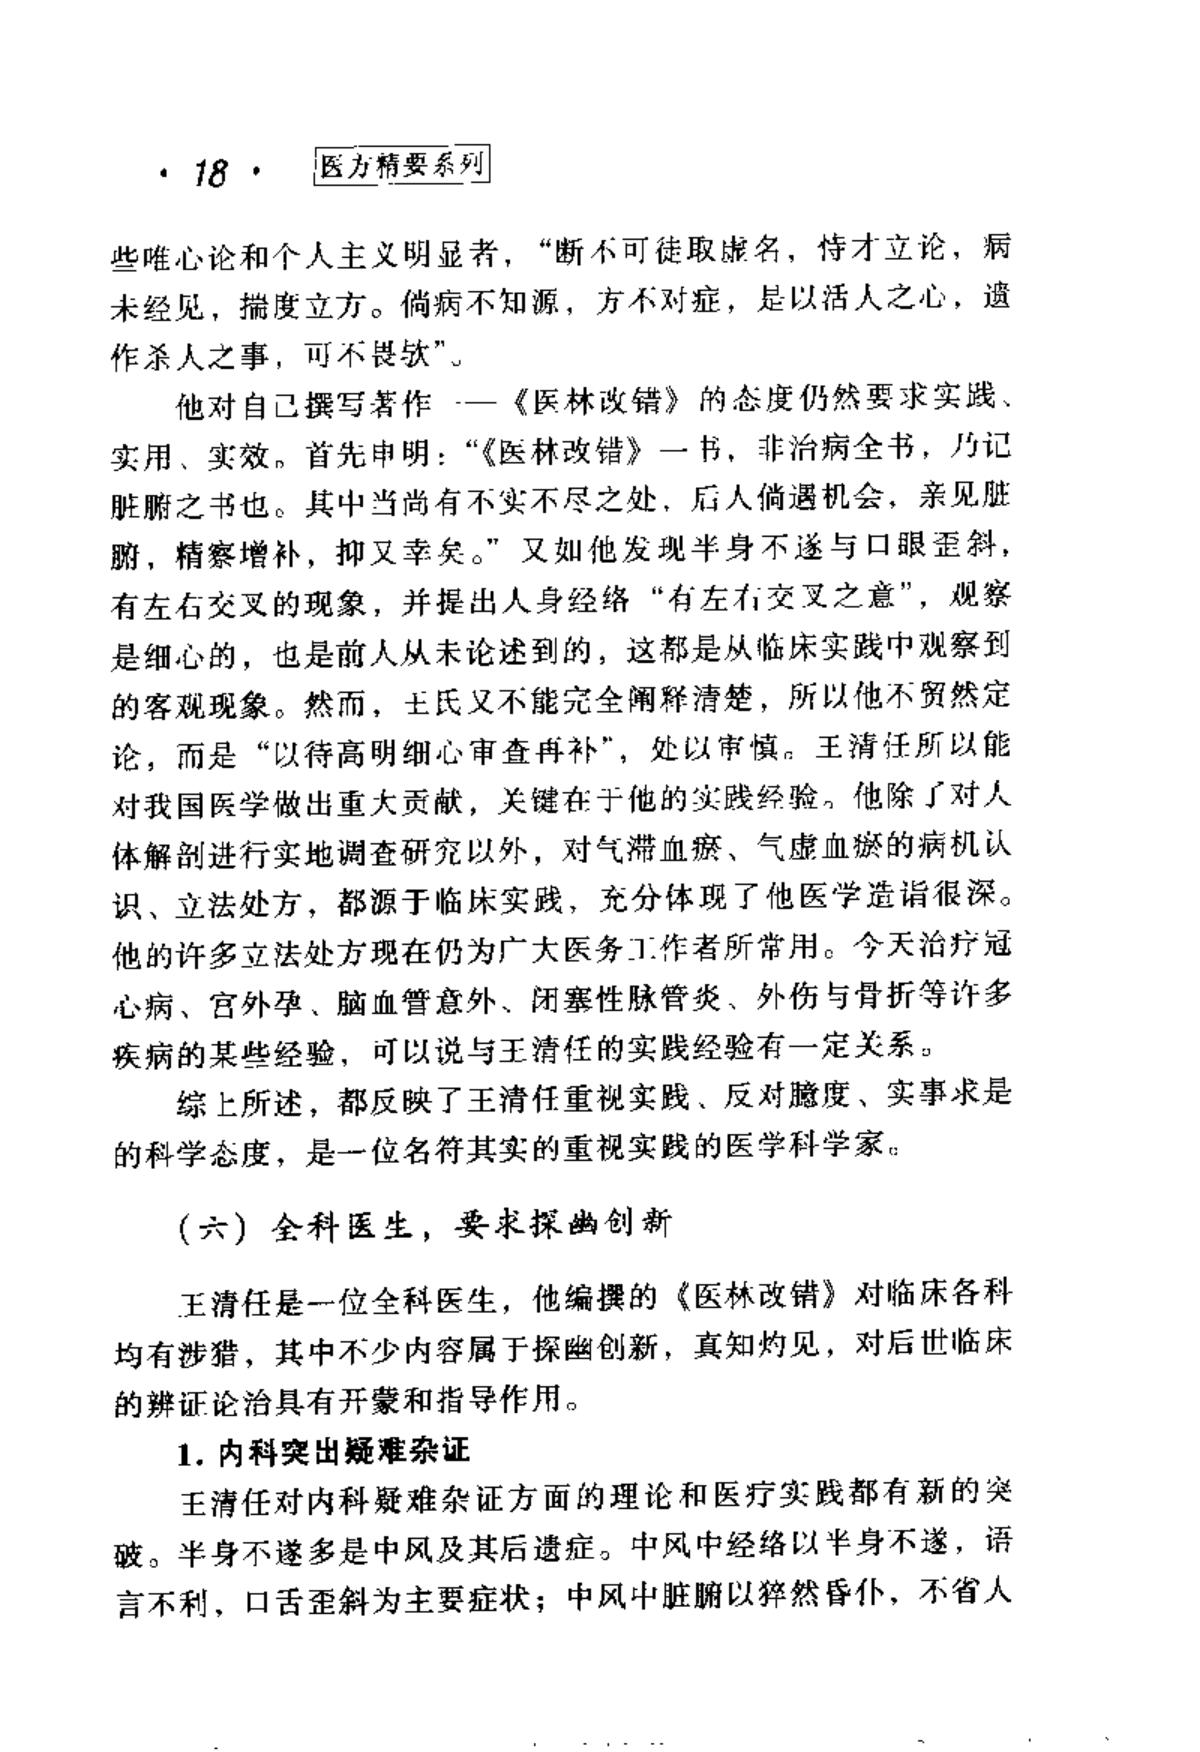 · 18 · 医方精要系列
些唯心论和个人主义明显者，“断不可徒取虚名，恃才立论，病
未经见，揣度立方。倘病不知源，方不对症，是以活人之心，遗
作杀人之事，可不畏欤”。
他对自己撰写著作——《医林改错》的态度仍然要求实践、
实用、实效。首先申明：“《医林改错》一书，非治病全书，乃记
脏腑之书也。其中当尚有不实不尽之处，后人倘遇机会，亲见脏
腑，精察增补，抑又幸矣。”又如他发现半身不遂与口眼歪斜，
有左右交叉的现象，并提出人身经络“有左右交叉之意”，观察
是细心的，也是前人从未论述到的，这都是从临床实践中观察到
的客观现象。然而，王氏又不能完全阐释清楚，所以他不贸然定
论，而是“以待高明细心审查再补”，处以审慎。王清任所以能
对我国医学做出重大贡献，关键在于他的实践经验。他除了对人
体解剖进行实地调查研究以外，对气滞血瘀、气虚血瘀的病机认
识、立法处方，都源于临床实践，充分体现了他医学造诣很深。
他的许多立法处方现在仍为广大医务工作者所常用。今天治疗冠
心病、宫外孕、脑血管意外、闭塞性脉管炎、外伤与骨折等许多
疾病的某些经验，可以说与王清任的实践经验有一定关系。
综上所述，都反映了王清任重视实践、反对臆度、实事求是
的科学态度，是一位名符其实的重视实践的医学科学家。
（六）全科医生，要求探幽创新
王清任是一位全科医生，他编撰的《医林改错》对临床各科
均有涉猎，其中不少内容属于探幽创新，真知灼见，对后世临床
的辨证论治具有开蒙和指导作用。
1. 内科突出疑难杂证
王清任对内科疑难杂证方面的理论和医疗实践都有新的突
破。半身不遂多是中风及其后遗症。中风中经络以半身不遂，语
言不利，口舌歪斜为主要症状；中风中脏腑以猝然昏仆，不省人